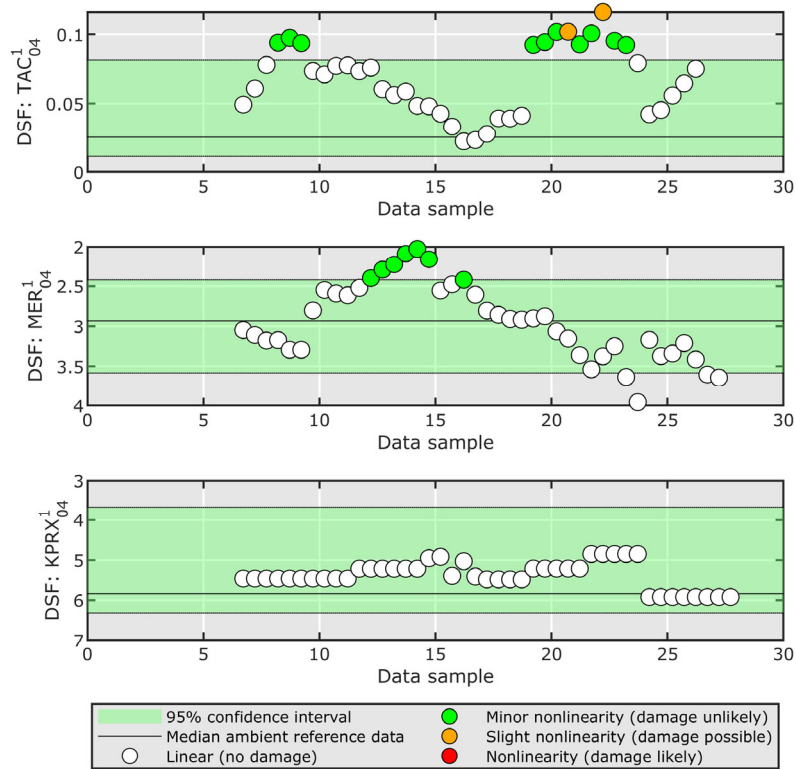 0.1
0.05
0
DSF: TAC¹₀₄
0 5 10 15 20 25 30
Data sample
2
2.5
3
3.5
4
DSF: MER¹₀₄
0 5 10 15 20 25 30
Data sample
3
4
5
6
7
DSF: KPRX¹₀₄
0 5 10 15 20 25 30
Data sample
95% confidence interval
Median ambient reference data
Linear (no damage)
Minor nonlinearity (damage unlikely)
Slight nonlinearity (damage possible)
Nonlinearity (damage likely)